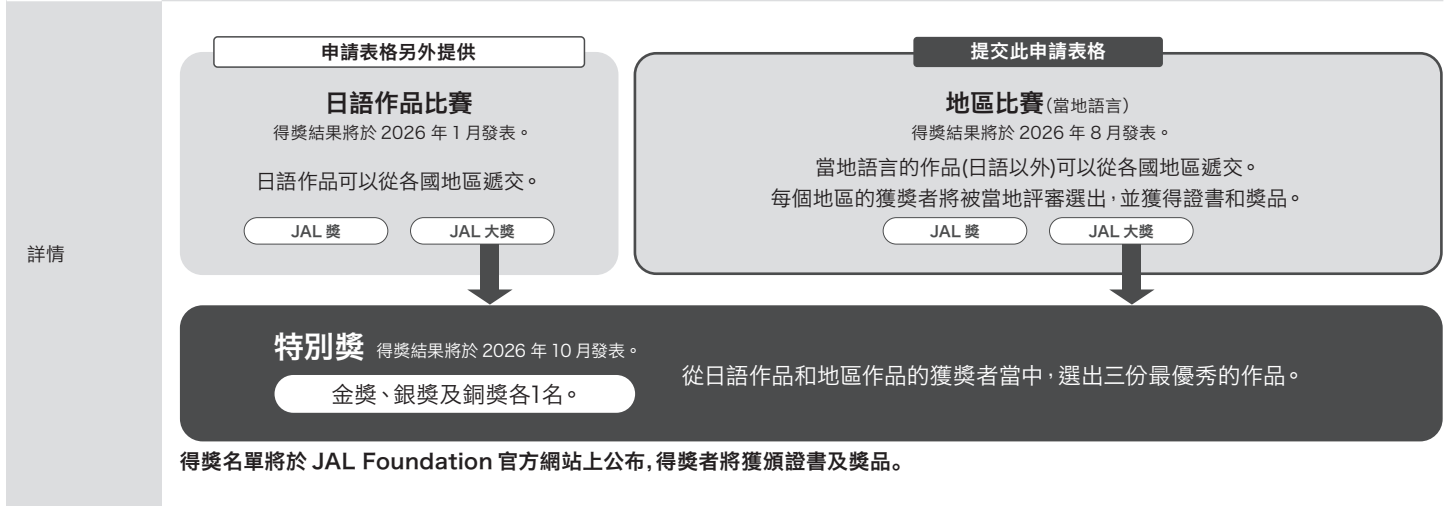 詳情
申請表格另外提供
日語作品比賽
得獎結果將於 2026 年 1 月發表。
日語作品可以從各國地區遞交。
JAL 獎
JAL 大獎
提交此申請表格
地區比賽(當地語言)
得獎結果將於 2026 年 8 月發表。
當地語言的作品(日語以外)可以從各國地區遞交。
每個地區的獲獎者將被當地評審選出,並獲得證書和獎品。
JAL 獎
JAL 大獎
特別獎 得獎結果將於 2026 年 10 月發表。
金獎、銀獎及銅獎各1名。
從日語作品和地區作品的獲獎者當中,選出三份最優秀的作品。
得獎名單將於 JAL Foundation 官方網站上公布,得獎者將獲頒證書及獎品。